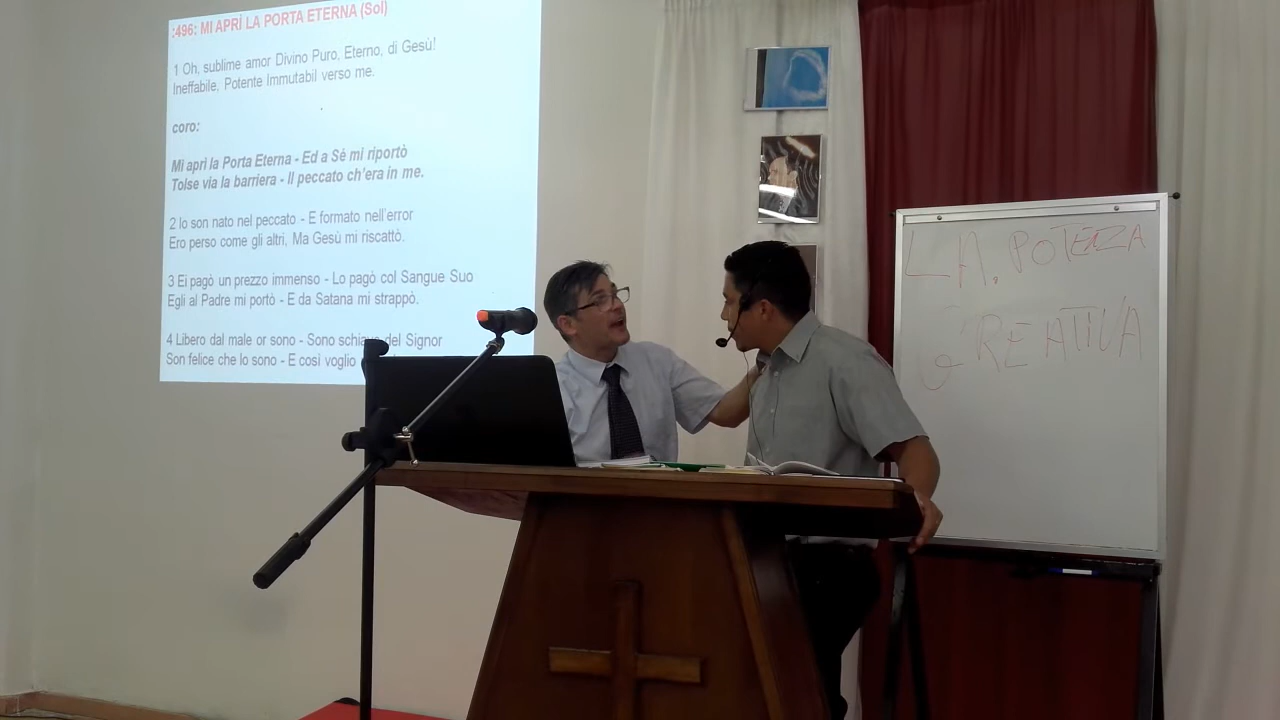 :496: MI APRÌ LA PORTA ETERNA (Sol)
1 Oh, sublime amor Divino Puro, Eterno, di Gesù!
Ineffabile, Potente Immutabil verso me.
coro:
Mi apri la Porta Eterna - Ed a Sé mi riportò
Tolse via la barriera - Il peccato ch'era in me.
2 Io son nato nel peccato - E formato nell'error
Ero perso come gli altri, Ma Gesù mi riscattò.
3 Ei pagò un prezzo immenso - Lo pagò col Sangue Suo
Egli al Padre mi portò - E da Satana mi strappò.
4 Libero dal male or sono - Sono schiavo del Signor
Son felice che lo sono - E così voglio
LA POTENZA
CREATIVA